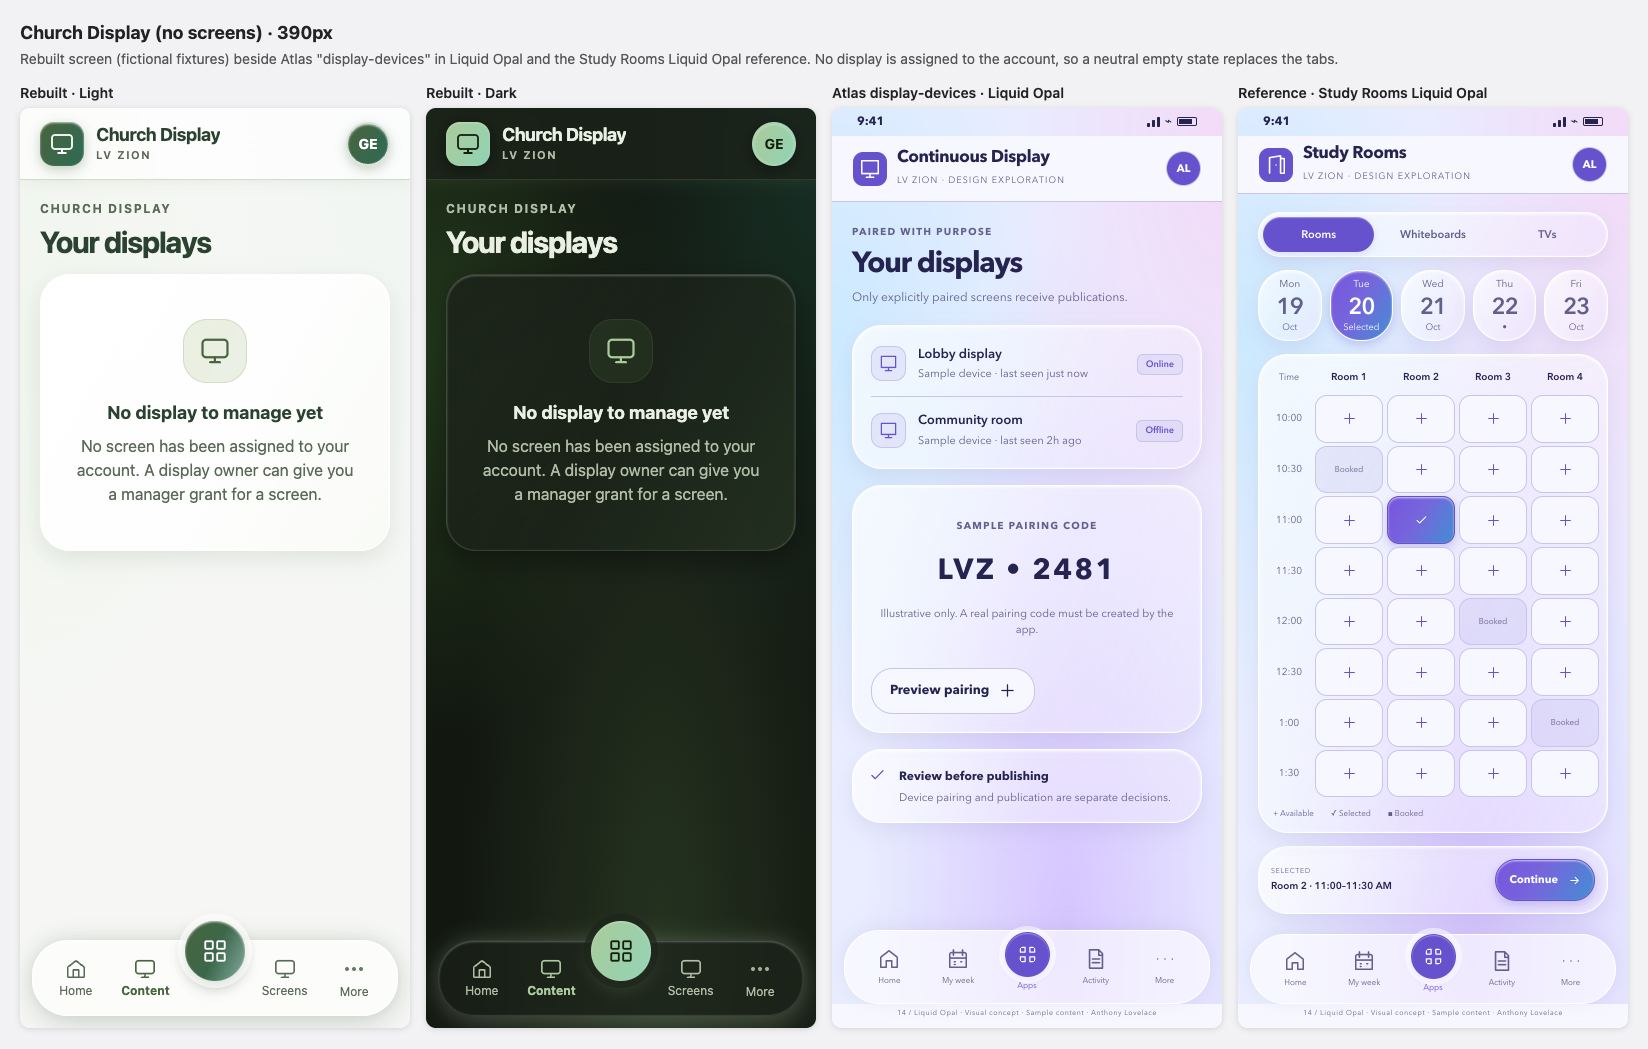 Church Display (no screens) · 390px
Rebuilt screen (fictional fixtures) beside Atlas "display-devices" in Liquid Opal and the Study Rooms Liquid Opal reference. No display is assigned to the account, so a neutral empty state replaces the tabs.
Rebuilt · Light
Church Display
LV ZION
GE
CHURCH DISPLAY
Your displays
No display to manage yet
No screen has been assigned to your
account. A display owner can give you
a manager grant for a screen.
Home
Content
Screens
More
Rebuilt · Dark
Church Display
LV ZION
GE
CHURCH DISPLAY
Your displays
No display to manage yet
No screen has been assigned to your
account. A display owner can give you
a manager grant for a screen.
Home
Content
Screens
More
Atlas display-devices · Liquid Opal
9:41
Continuous Display
LV ZION · DESIGN EXPLORATION
AL
PAIRED WITH PURPOSE
Your displays
Only explicitly paired screens receive publications.
Lobby display
Sample device · last seen just now
Online
Community room
Sample device · last seen 2h ago
Offline
SAMPLE PAIRING CODE
LVZ • 2481
Illustrative only. A real pairing code must be created by the
app.
Preview pairing
Review before publishing
Device pairing and publication are separate decisions.
Home
My week
Apps
Activity
More
14 / Liquid Opal · Visual concept · Sample content · Anthony Lovelace
Reference · Study Rooms Liquid Opal
9:41
Study Rooms
LV ZION · DESIGN EXPLORATION
AL
Rooms Whiteboards TVs
Mon Tue Wed Thu Fri
19 20 21 22 23
Oct Selected Oct • Oct
Time Room 1 Room 2 Room 3 Room 4
10:00 + + + +
10:30 Booked + + +
11:00 + ✓ + +
11:30 + + + +
12:00 + + Booked +
12:30 + + + +
1:00 + + + Booked
1:30 + + + +
+ Available ✓ Selected ■ Booked
SELECTED
Room 2 · 11:00–11:30 AM
Continue →
Home
My week
Apps
Activity
More
14 / Liquid Opal · Visual concept · Sample content · Anthony Lovelace